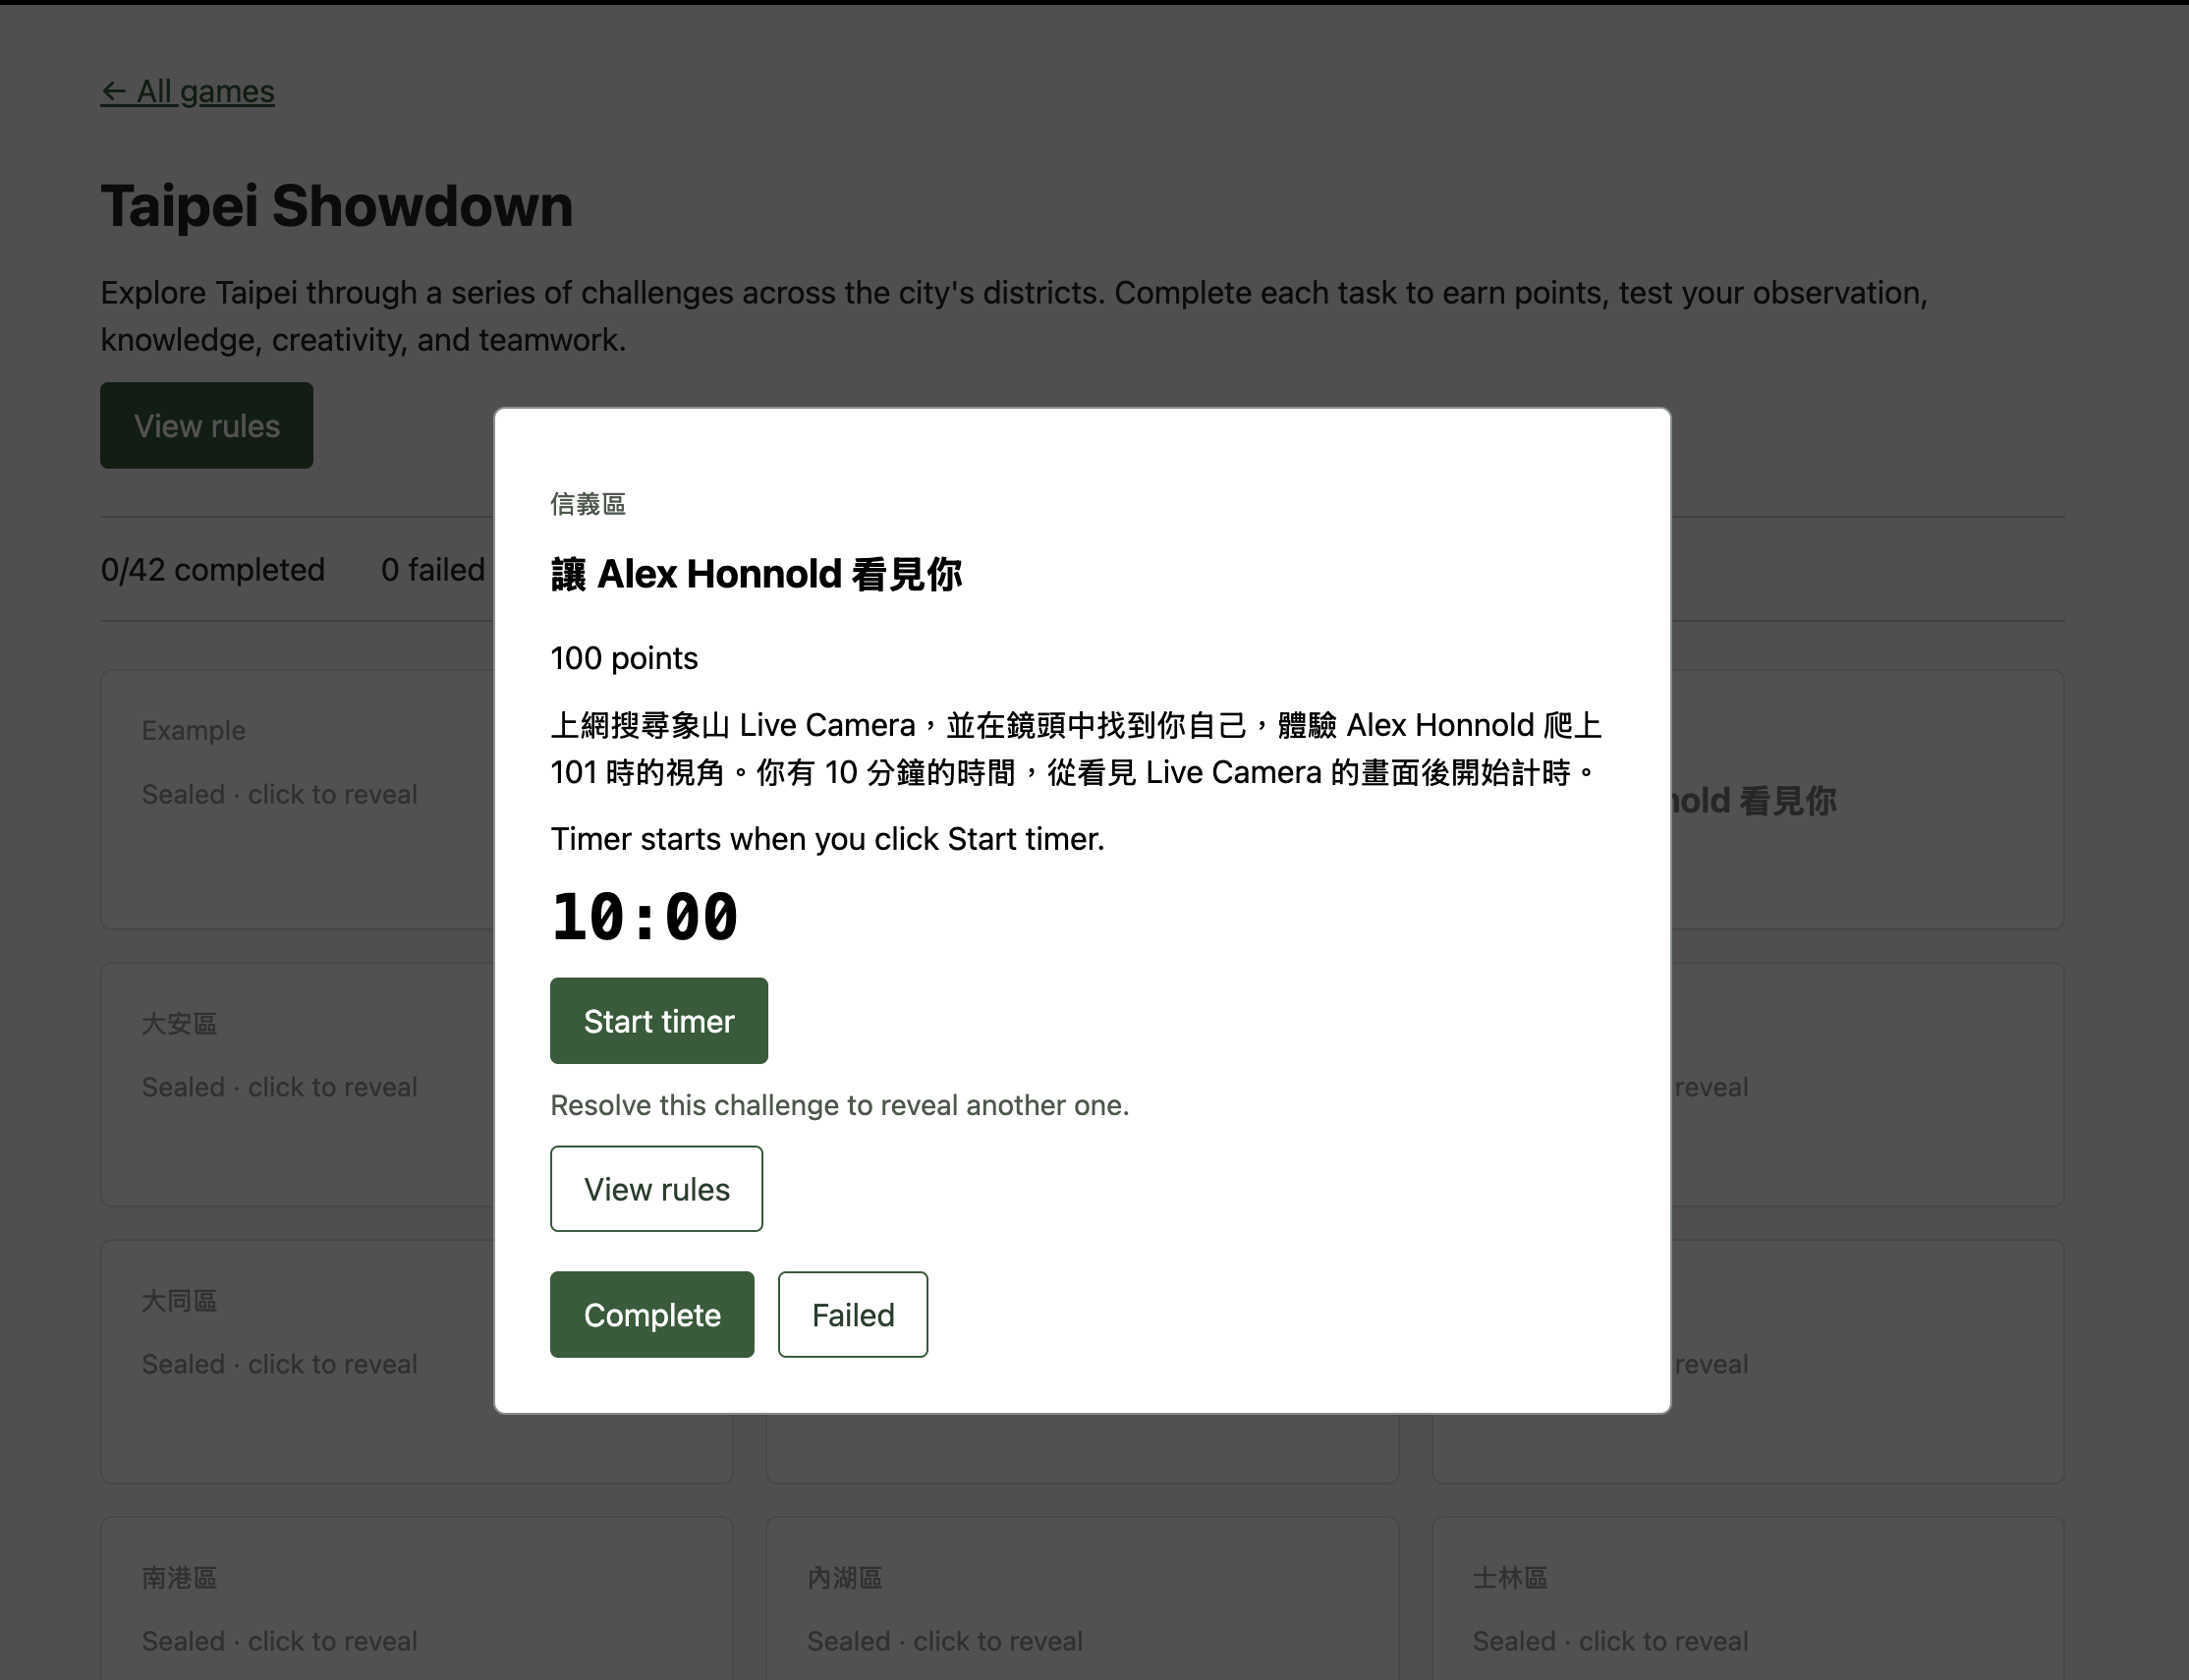 ← All games
Taipei Showdown
Explore Taipei through a series of challenges across the city's districts. Complete each task to earn points, test your observation,
knowledge, creativity, and teamwork.
View rules
0/42 completed 0 failed
信義區
讓 Alex Honnold 看見你
100 points
上網搜尋象山 Live Camera，並在鏡頭中找到你自己，體驗 Alex Honnold 爬上
101 時的視角。你有 10 分鐘的時間，從看見 Live Camera 的畫面後開始計時。
Timer starts when you click Start timer.
10:00
Start timer
Resolve this challenge to reveal another one.
View rules
Complete Failed
Example
Sealed · click to reveal
nold 看見你
大安區
Sealed · click to reveal
reveal
大同區
Sealed · click to reveal
reveal
南港區
Sealed · click to reveal
內湖區
Sealed · click to reveal
士林區
Sealed · click to reveal